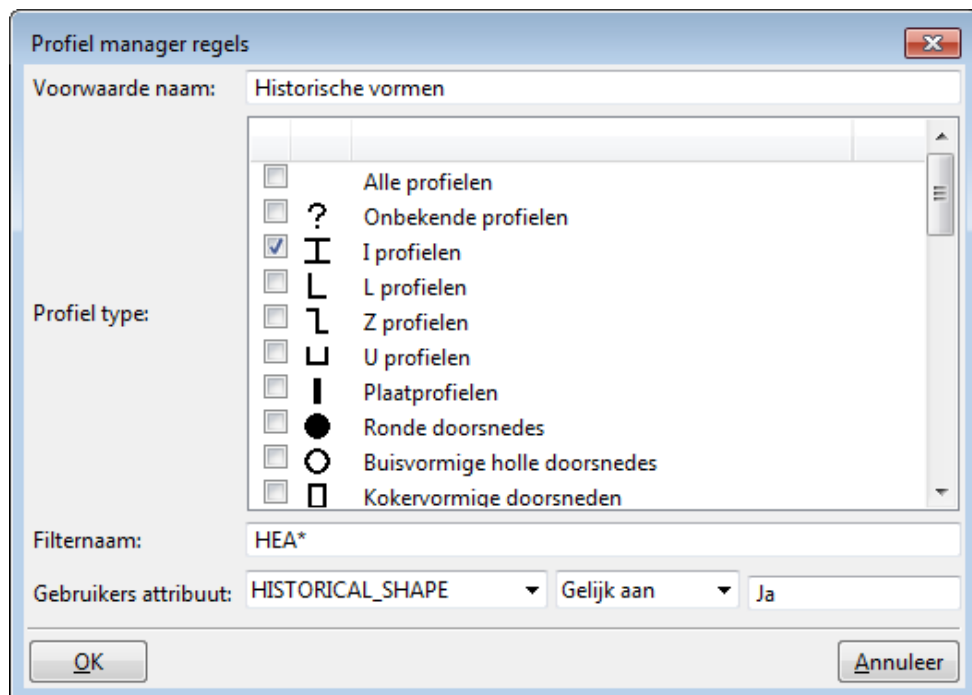 Profiel manager regels
Voorwaarde naam: Historische vormen
Profiel type:
Alle profielen
? Onbekende profielen
I profielen
L profielen
Z profielen
U profielen
Plaatprofielen
Ronde doorsnedes
Buisvormige holle doorsnedes
Kokervormige doorsneden
Filternaam: HEA*
Gebruikers attribuut: HISTORICAL_SHAPE Gelijk aan Ja
OK Annuleer